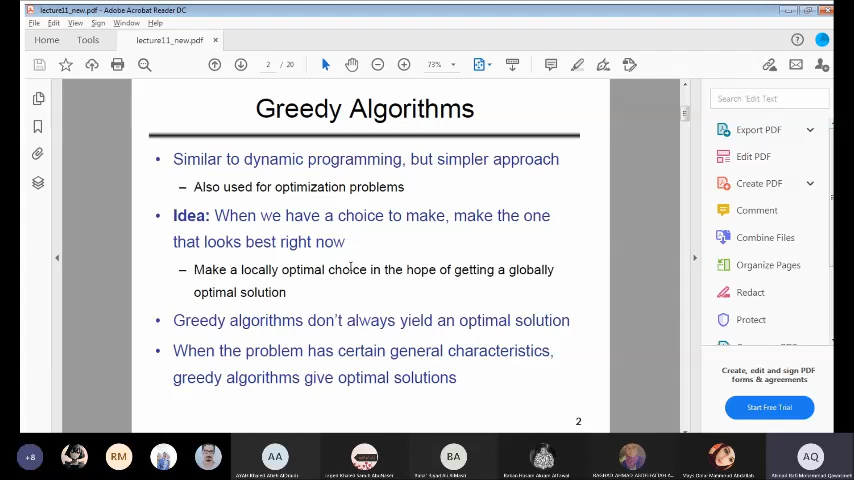 lecture11_new.pdf - Adobe Acrobat Reader DC
File Edit View Sign Window Help
Home Tools lecture11_new.pdf ×
2 / 20 73%
Greedy Algorithms
• Similar to dynamic programming, but simpler approach
– Also used for optimization problems
• Idea: When we have a choice to make, make the one
that looks best right now
– Make a locally optimal choice in the hope of getting a globally
optimal solution
• Greedy algorithms don't always yield an optimal solution
• When the problem has certain general characteristics,
greedy algorithms give optimal solutions
2
Search 'Edit Text'
Export PDF
Edit PDF
Create PDF
Comment
Combine Files
Organize Pages
Redact
Protect
Create, edit and sign PDF
forms & agreements
Start Free Trial
+8 RM AA BA AQ